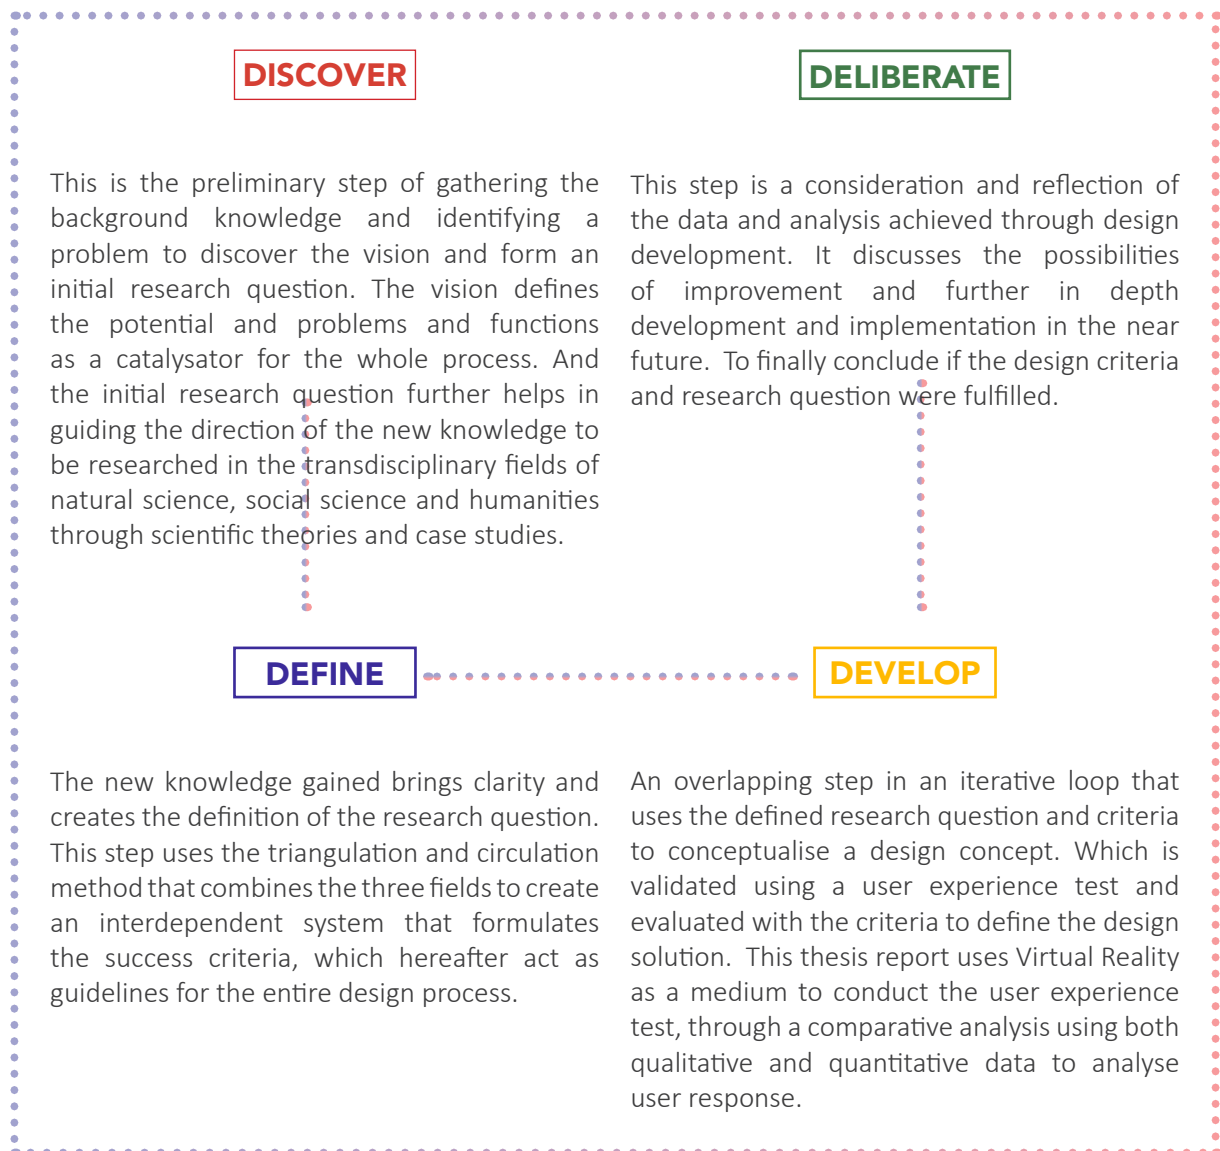 DISCOVER
This is the preliminary step of gathering the
background knowledge and identifying a
problem to discover the vision and form an
initial research question. The vision defines
the potential and problems and functions
as a catalysator for the whole process. And
the initial research question further helps in
guiding the direction of the new knowledge to
be researched in the transdisciplinary fields of
natural science, social science and humanities
through scientific theories and case studies.
DELIBERATE
This step is a consideration and reflection of
the data and analysis achieved through design
development. It discusses the possibilities
of improvement and further in depth
development and implementation in the near
future. To finally conclude if the design criteria
and research question were fulfilled.
DEFINE
The new knowledge gained brings clarity and
creates the definition of the research question.
This step uses the triangulation and circulation
method that combines the three fields to create
an interdependent system that formulates
the success criteria, which hereafter act as
guidelines for the entire design process.
DEVELOP
An overlapping step in an iterative loop that
uses the defined research question and criteria
to conceptualise a design concept. Which is
validated using a user experience test and
evaluated with the criteria to define the design
solution. This thesis report uses Virtual Reality
as a medium to conduct the user experience
test, through a comparative analysis using both
qualitative and quantitative data to analyse
user response.